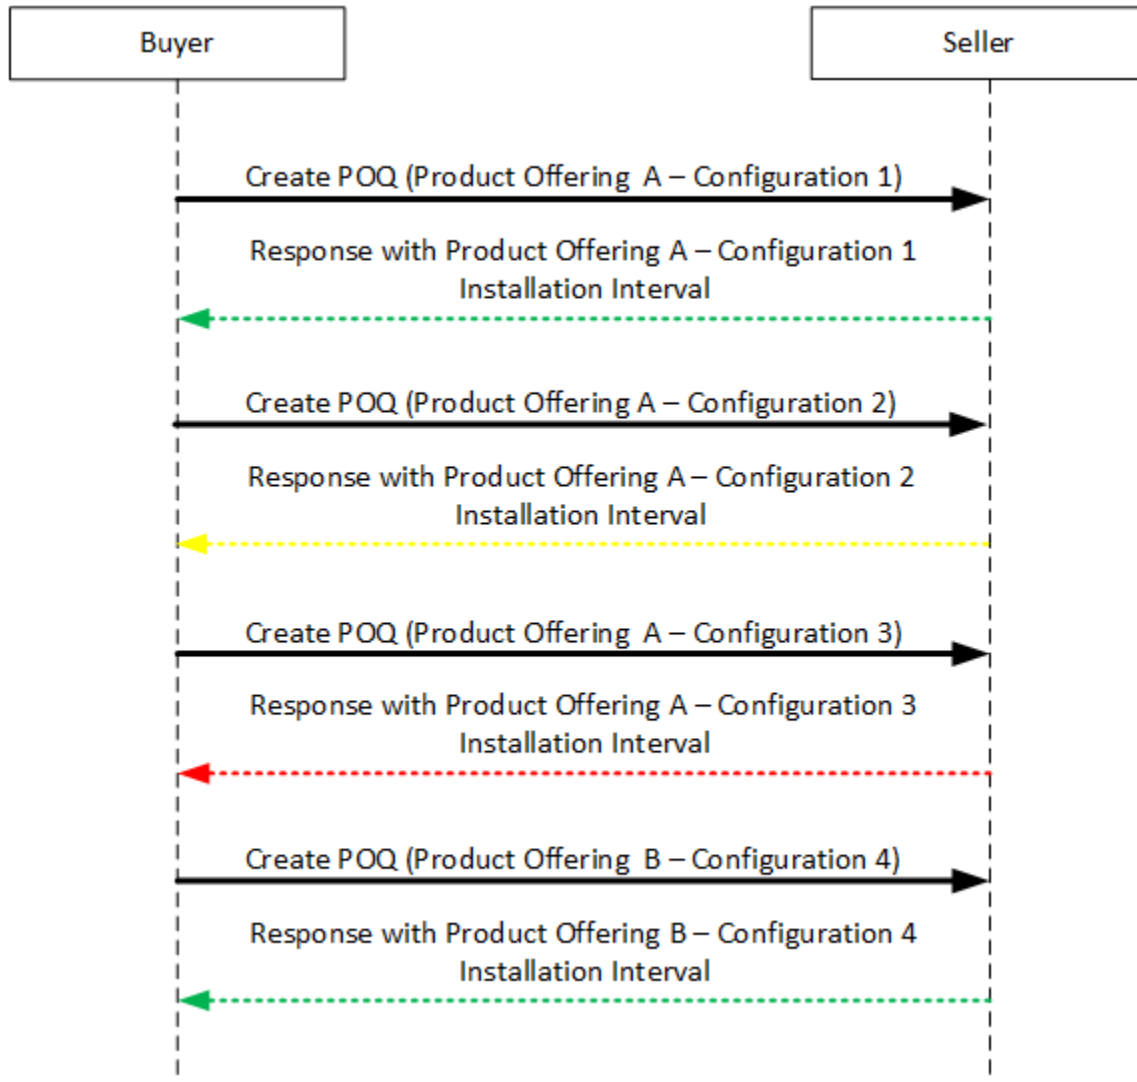 Buyer
Seller
Create POQ (Product Offering A – Configuration 1)
Response with Product Offering A – Configuration 1
Installation Interval
Create POQ (Product Offering A – Configuration 2)
Response with Product Offering A – Configuration 2
Installation Interval
Create POQ (Product Offering A – Configuration 3)
Response with Product Offering A – Configuration 3
Installation Interval
Create POQ (Product Offering B – Configuration 4)
Response with Product Offering B – Configuration 4
Installation Interval